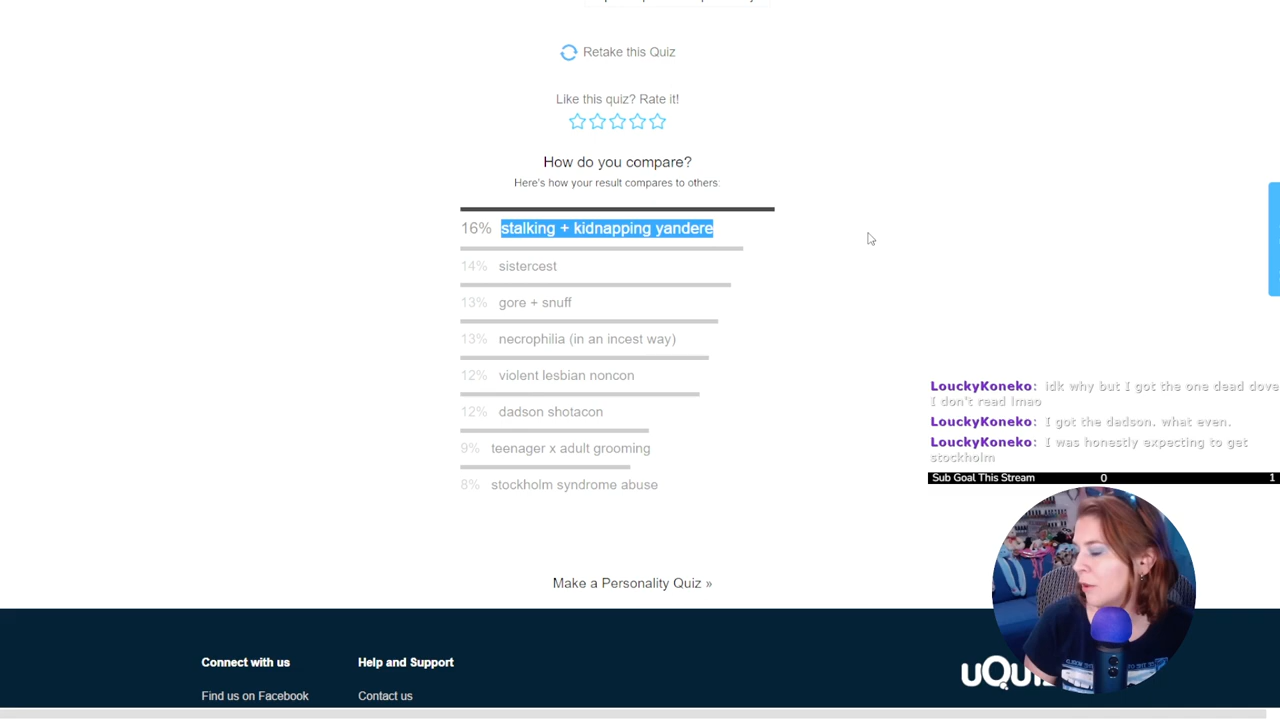 Retake this Quiz
Like this quiz? Rate it!
How do you compare?
Here's how your result compares to others:
16% stalking + kidnapping yandere
14% sistercest
13% gore + snuff
13% necrophilia (in an incest way)
12% violent lesbian noncon
12% dadson shotacon
9% teenager x adult grooming
8% stockholm syndrome abuse
Make a Personality Quiz »
LouckyKoneko: idk why but I got the one dead dove
I don't read lmao
LouckyKoneko: I got the dadson. what even.
LouckyKoneko: I was honestly expecting to get
stockholm
Sub Goal This Stream 0 1
Connect with us
Help and Support
Find us on Facebook
Contact us